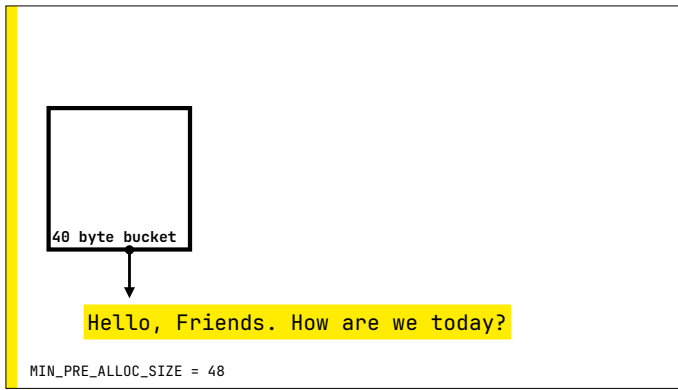 40 byte bucket
Hello, Friends. How are we today?
MIN_PRE_ALLOC_SIZE = 48